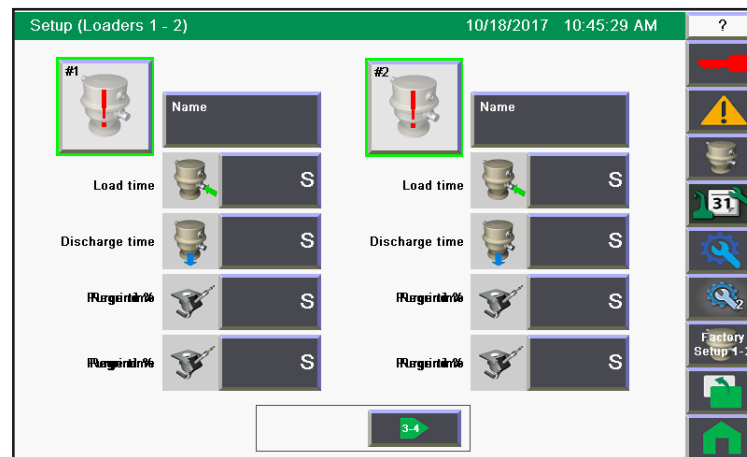 Setup (Loaders 1 - 2)
10/18/2017 10:45:29 AM
?
#1
Name
#2
Name
Load time
S
Load time
S
31
Discharge time
S
Discharge time
S
2
S
S
Factory
Setup 1-2
S
S
3-4